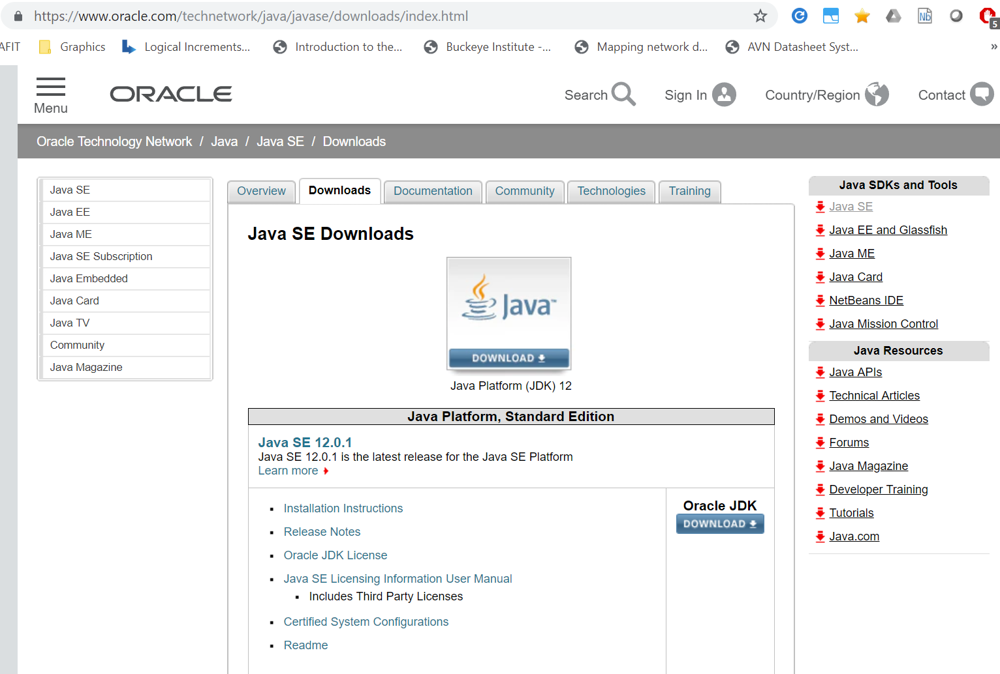 https://www.oracle.com/technetwork/java/javase/downloads/index.html
Nb
5
AFIT Graphics Logical Increments... Introduction to the... Buckeye Institute -... Mapping network d... AVN Datasheet Syst... »
Menu
ORACLE
Search Sign In Country/Region Contact
Oracle Technology Network / Java / Java SE / Downloads
Java SE
Java EE
Java ME
Java SE Subscription
Java Embedded
Java Card
Java TV
Community
Java Magazine
Overview Downloads Documentation Community Technologies Training
Java SE Downloads
Java™
DOWNLOAD
Java Platform (JDK) 12
Java Platform, Standard Edition
Java SE 12.0.1
Java SE 12.0.1 is the latest release for the Java SE Platform
Learn more
Installation Instructions
Release Notes
Oracle JDK License
Java SE Licensing Information User Manual
Includes Third Party Licenses
Certified System Configurations
Readme
Oracle JDK
DOWNLOAD
Java SDKs and Tools
Java SE
Java EE and Glassfish
Java ME
Java Card
NetBeans IDE
Java Mission Control
Java Resources
Java APIs
Technical Articles
Demos and Videos
Forums
Java Magazine
Developer Training
Tutorials
Java.com